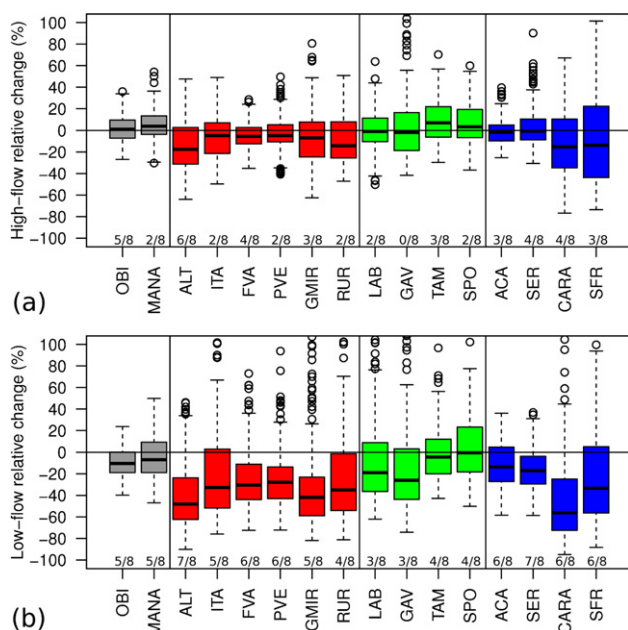 High−flow relative change (%)
100
80
60
40
20
0
−20
−40
−60
−80
−100
5/8 2/8 6/8 2/8 4/8 2/8 3/8 2/8 2/8 0/8 3/8 2/8 3/8 4/8 4/8 3/8
OBI MANA ALT ITA FVA PVE GMIR RUR LAB GAV TAM SPO ACA SER CARA SFR
(a)
Low−flow relative change (%)
100
80
60
40
20
0
−20
−40
−60
−80
−100
5/8 5/8 7/8 5/8 6/8 6/8 5/8 4/8 3/8 3/8 4/8 4/8 6/8 7/8 6/8 6/8
OBI MANA ALT ITA FVA PVE GMIR RUR LAB GAV TAM SPO ACA SER CARA SFR
(b)